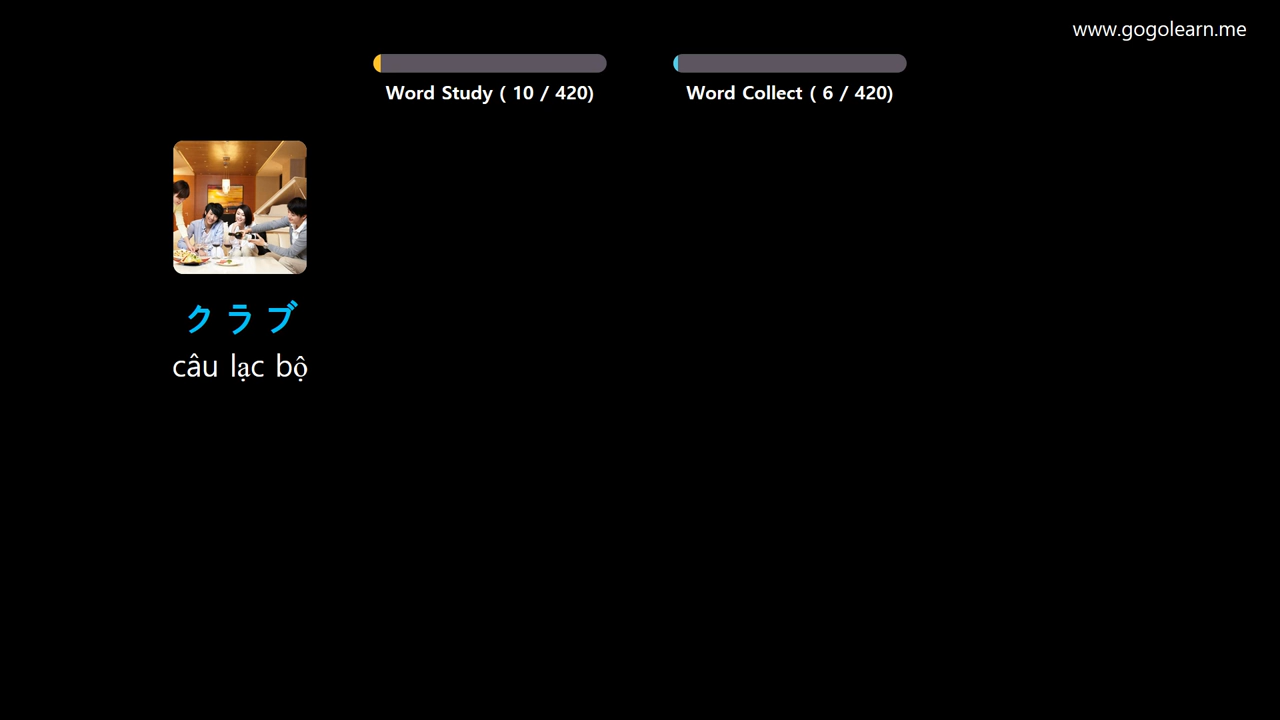 www.gogolearn.me
Word Study ( 10 / 420)
Word Collect ( 6 / 420)
クラブ
câu lạc bộ